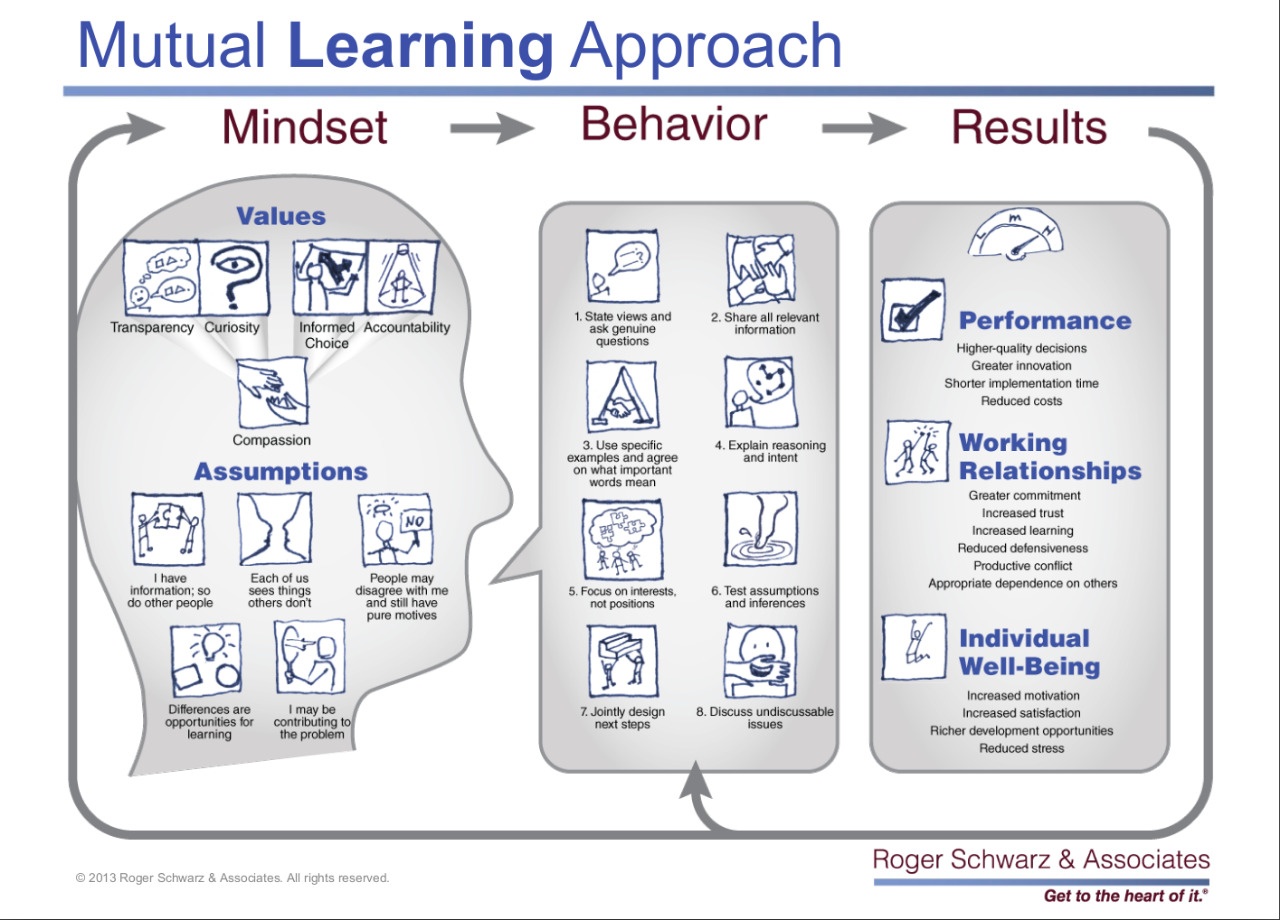 Mutual Learning Approach
Mindset
Behavior
Results
Values
Transparency
Curiosity
Informed
Choice
Accountability
Compassion
Assumptions
I have
information; so
do other people
Each of us
sees things
others don't
People may
disagree with me
and still have
pure motives
NO
Differences are
opportunities for
learning
I may be
contributing to
the problem
1. State views and
ask genuine
questions
2. Share all relevant
information
3. Use specific
examples and agree
on what important
words mean
4. Explain reasoning
and intent
5. Focus on interests,
not positions
6. Test assumptions
and inferences
7. Jointly design
next steps
8. Discuss undiscussable
issues
L m H
Performance
Higher-quality decisions
Greater innovation
Shorter implementation time
Reduced costs
Working
Relationships
Greater commitment
Increased trust
Increased learning
Reduced defensiveness
Productive conflict
Appropriate dependence on others
Individual
Well-Being
Increased motivation
Increased satisfaction
Richer development opportunities
Reduced stress
© 2013 Roger Schwarz & Associates. All rights reserved.
Roger Schwarz & Associates
Get to the heart of it.®